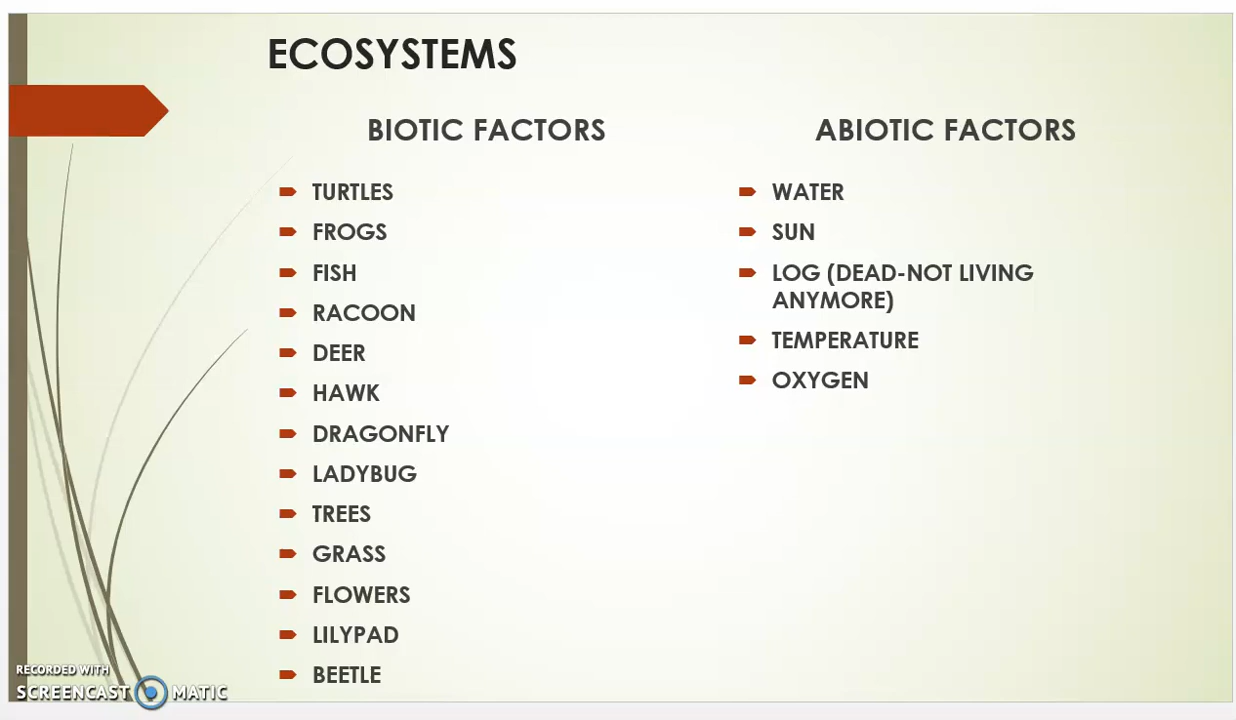 ECOSYSTEMS
BIOTIC FACTORS
TURTLES
FROGS
FISH
RACOON
DEER
HAWK
DRAGONFLY
LADYBUG
TREES
GRASS
FLOWERS
LILYPAD
BEETLE
ABIOTIC FACTORS
WATER
SUN
LOG (DEAD-NOT LIVING
ANYMORE)
TEMPERATURE
OXYGEN
RECORDED WITH
SCREENCAST MATIC